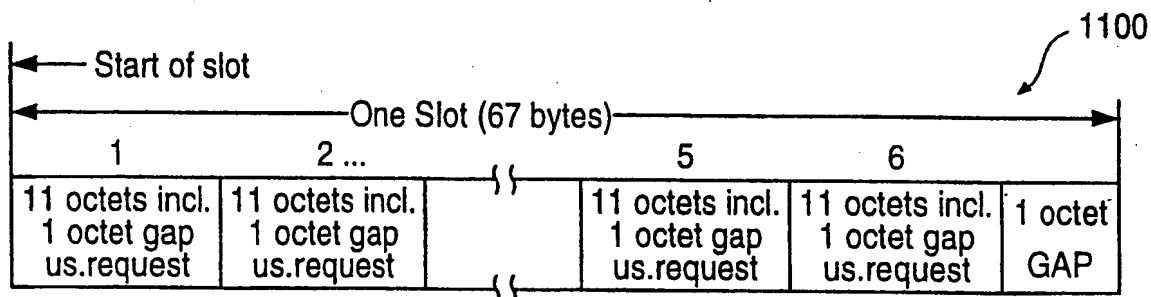 1100
Start of slot
One Slot (67 bytes)
1 2 ... 5 6
11 octets incl. 11 octets incl. 11 octets incl. 11 octets incl. 1 octet
1 octet gap 1 octet gap 1 octet gap 1 octet gap GAP
us.request us.request us.request us.request